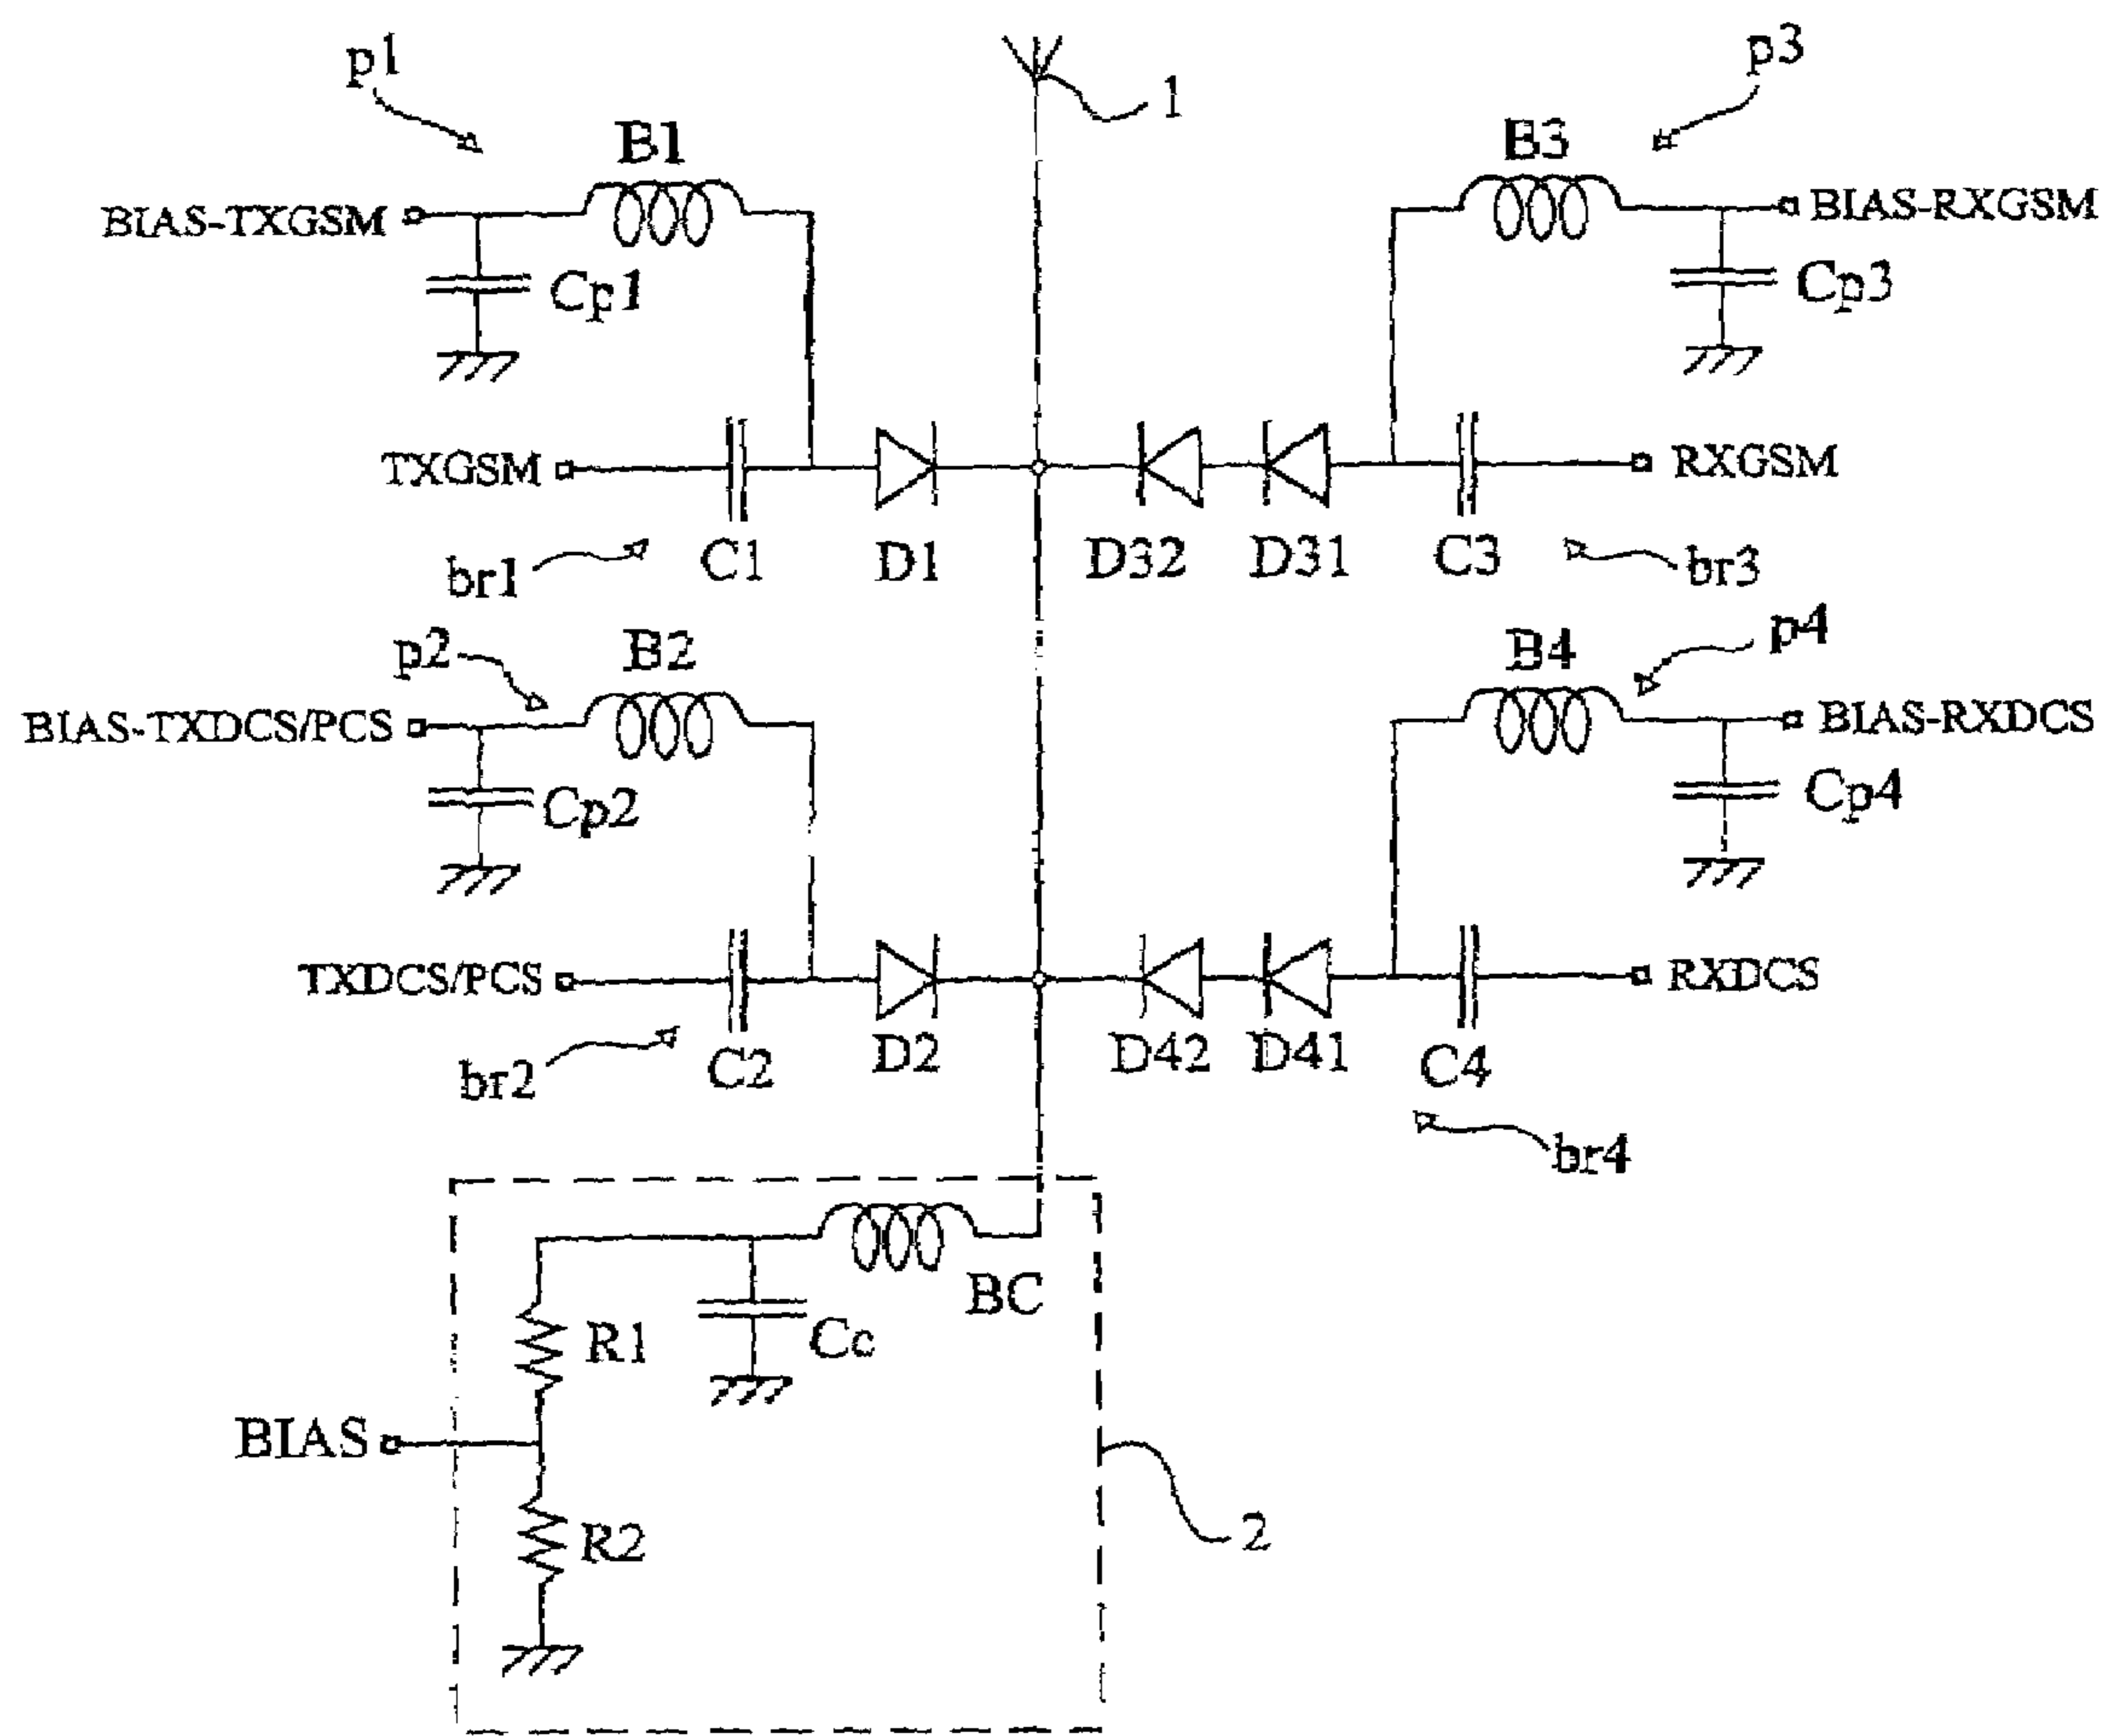 p1
1
p3
B1
B3
BIAS-TXGSM
BIAS-RXGSM
Cp1
Cp3
TXGSM
RXGSM
br1
C1
D1
D32
D31
C3
br3
p2
B2
B4
p4
BIAS-TXDCS/PCS
BIAS-RXDCS
Cp2
Cp4
TXDCS/PCS
RXDCS
br2
C2
D2
D42
D41
C4
br4
BC
R1
Cc
BIAS
R2
2